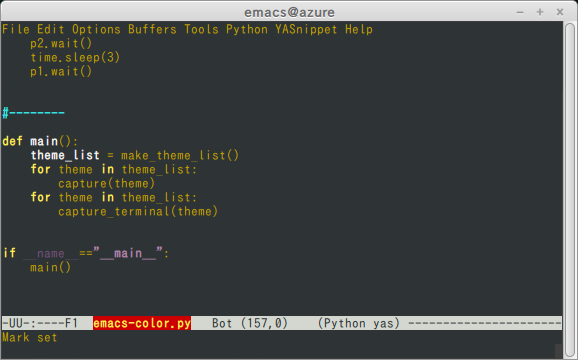 emacs@azure
File Edit Options Buffers Tools Python YASnippet Help
    p2.wait()
    time.sleep(3)
    p1.wait()
#--------
def main():
    theme_list = make_theme_list()
    for theme in theme_list:
        capture(theme)
    for theme in theme_list:
        capture_terminal(theme)
if __name__=="__main__":
    main()
-UU-:----F1  emacs-color.py   Bot (157,0)    (Python yas) ----------------------
Mark set